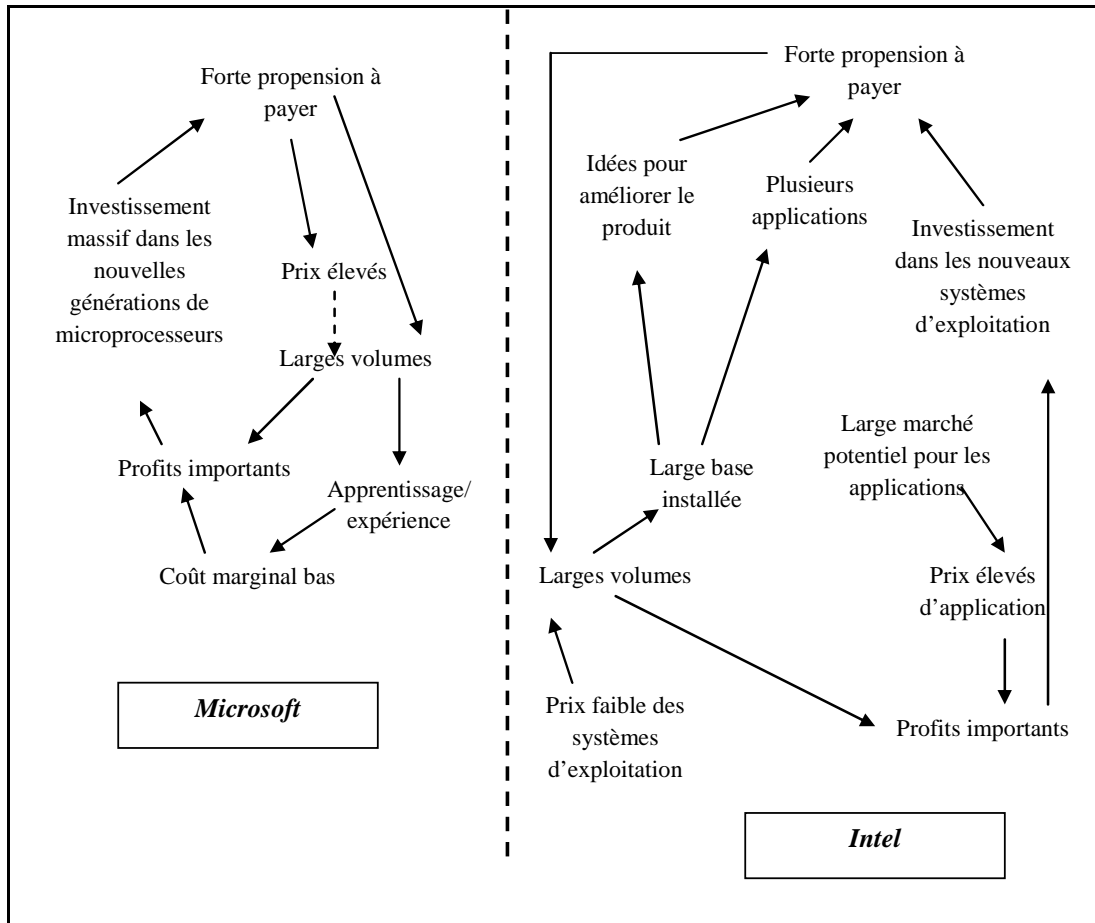 Forte propension à
payer
Investissement
massif dans les
nouvelles
générations de
microprocesseurs
Prix élevés
Larges volumes
Profits importants
Apprentissage/
expérience
Coût marginal bas
Microsoft
Forte propension à
payer
Idées pour
améliorer le
produit
Plusieurs
applications
Investissement
dans les nouveaux
systèmes
d’exploitation
Large marché
potentiel pour les
applications
Large base
installée
Larges volumes
Prix élevés
d’application
Prix faible des
systèmes
d’exploitation
Profits importants
Intel